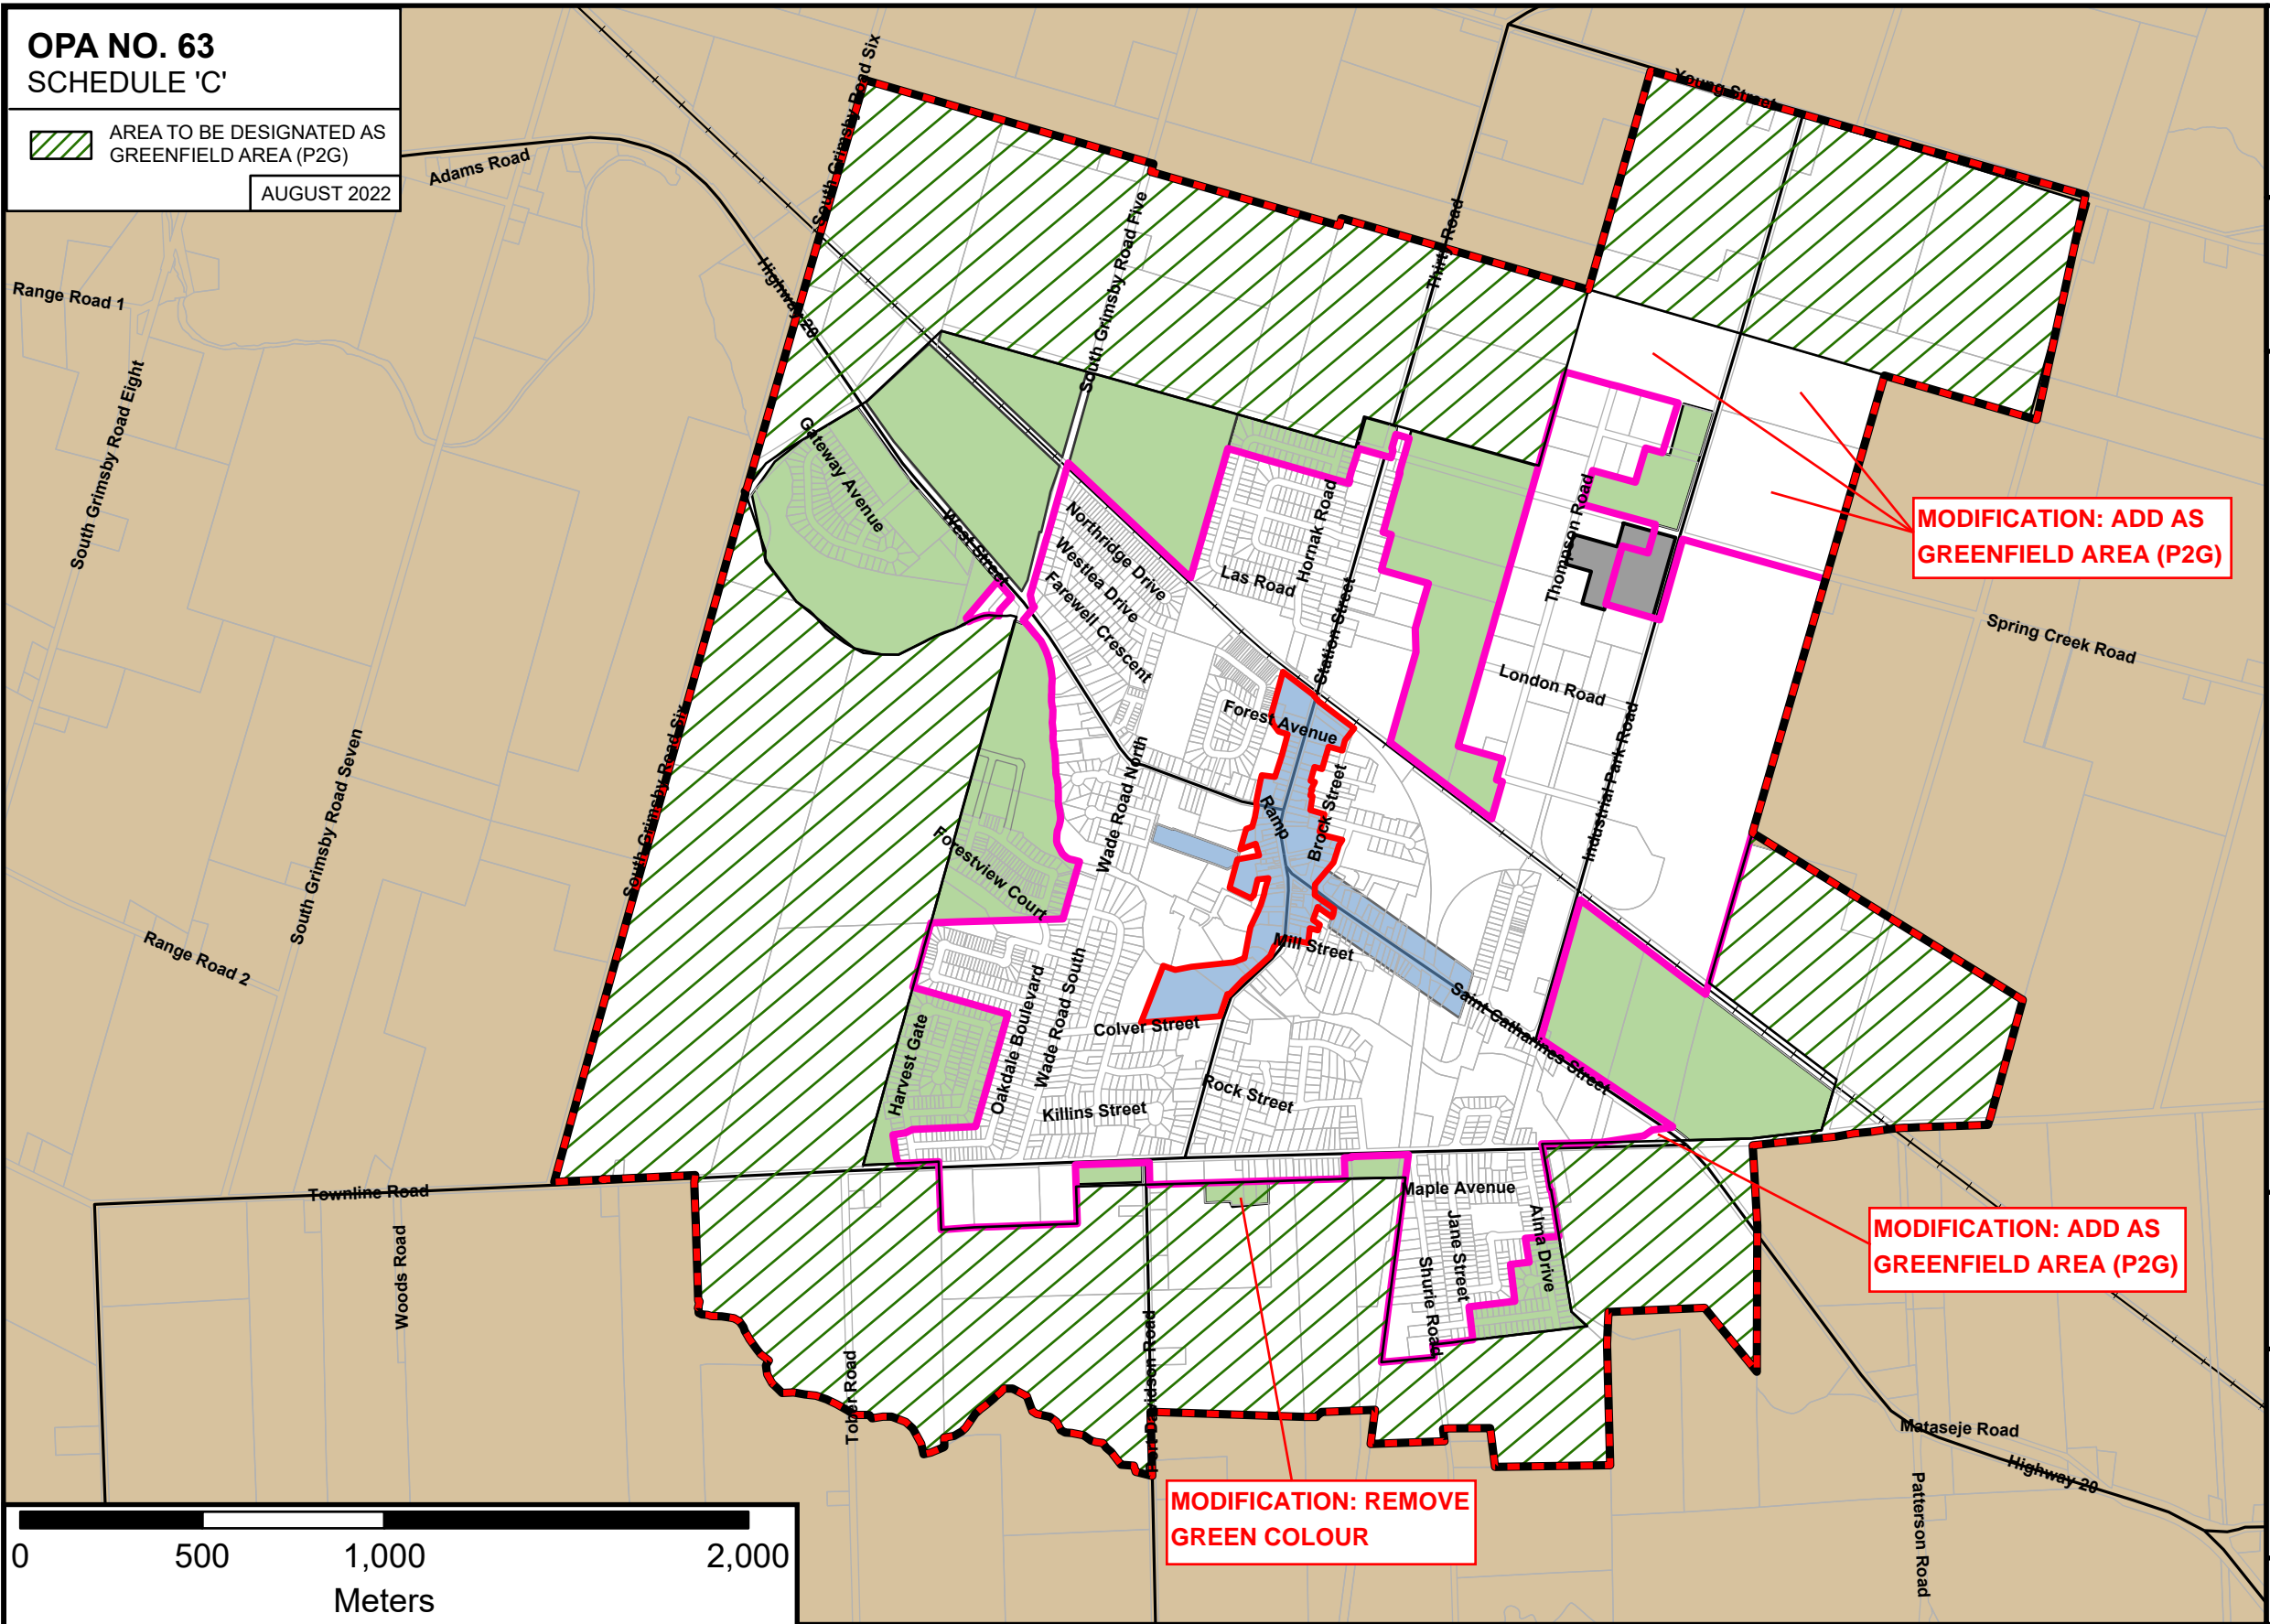 OPA NO. 63
SCHEDULE 'C'
AREA TO BE DESIGNATED AS
GREENFIELD AREA (P2G)
AUGUST 2022
Young Street
South Grimsby Road Six
Adams Road
South Grimsby Road Five
Thirty Road
Highway 20
Range Road 1
South Grimsby Road Eight
Gateway Avenue
West Street
Northridge Drive
Westlea Drive
Farewell Crescent
Las Road
Hornak Road
Station Street
Thompson Road
MODIFICATION: ADD AS
GREENFIELD AREA (P2G)
Spring Creek Road
London Road
Industrial Park Road
Forest Avenue
Ramp
Brock Street
Wade Road North
South Grimsby Road Six
South Grimsby Road Seven
Forestview Court
Range Road 2
Mill Street
Saint Catharines Street
Oakdale Boulevard
Wade Road South
Colver Street
Harvest Gate
Rock Street
Killins Street
Townline Road
Woods Road
Maple Avenue
Jane Street
Alma Drive
Shurie Road
MODIFICATION: ADD AS
GREENFIELD AREA (P2G)
Tober Road
Port Davidson Road
Mataseje Road
Highway 20
Patterson Road
MODIFICATION: REMOVE
GREEN COLOUR
0 500 1,000 2,000
Meters